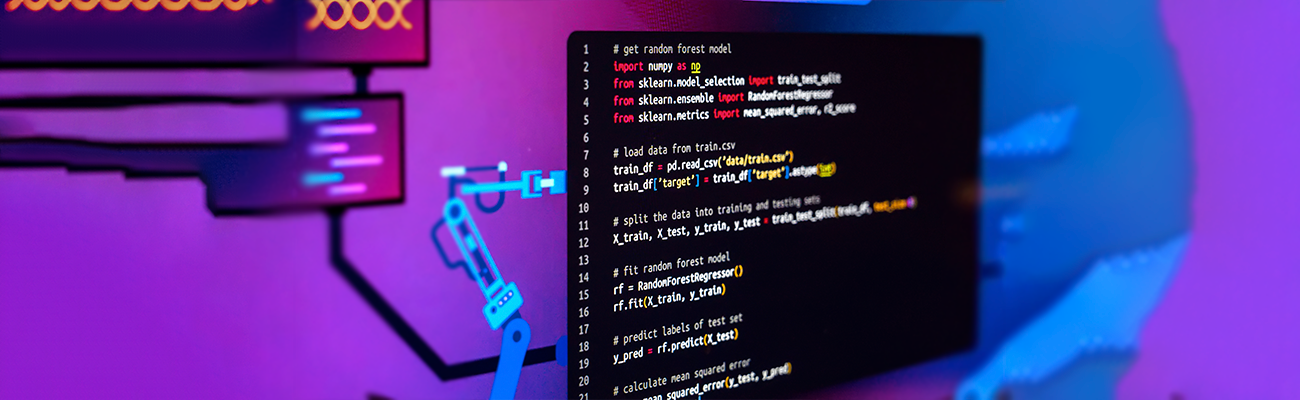 1 # get random forest model
2 import numpy as np
3 from sklearn.model_selection import train_test_split
4 from sklearn.ensemble import RandomForestRegressor
5 from sklearn.metrics import mean_squared_error, r2_score
6
7 # load data from train.csv
8 train_df = pd.read_csv('data/train.csv')
9 train_df['target'] = train_df['target'].astype(int)
10
11 # split the data into training and testing sets
12 X_train, X_test, y_train, y_test = train_test_split(train_df,
13
14 # fit random forest model
15 rf = RandomForestRegressor()
16 rf.fit(X_train, y_train)
17
18 # predict labels of test set
19 y_pred = rf.predict(X_test)
20
21 # calculate mean squared error
mean_squared_error(y_test, y_pred)